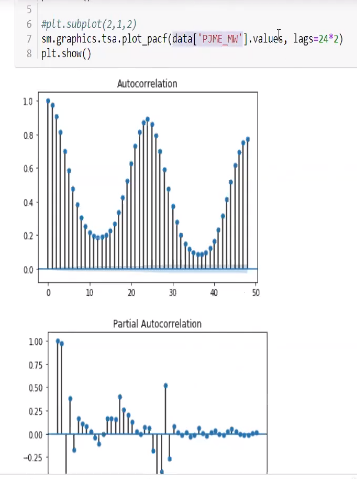 5
6 #plt.subplot(2,1,2)
7 sm.graphics.tsa.plot_pacf(data['PJME_MW'].values, lags=24*2)
8 plt.show()
Autocorrelation
1.0
0.8
0.6
0.4
0.2
0.0
0 10 20 30 40 50
Partial Autocorrelation
1.00
0.75
0.50
0.25
0.00
−0.25